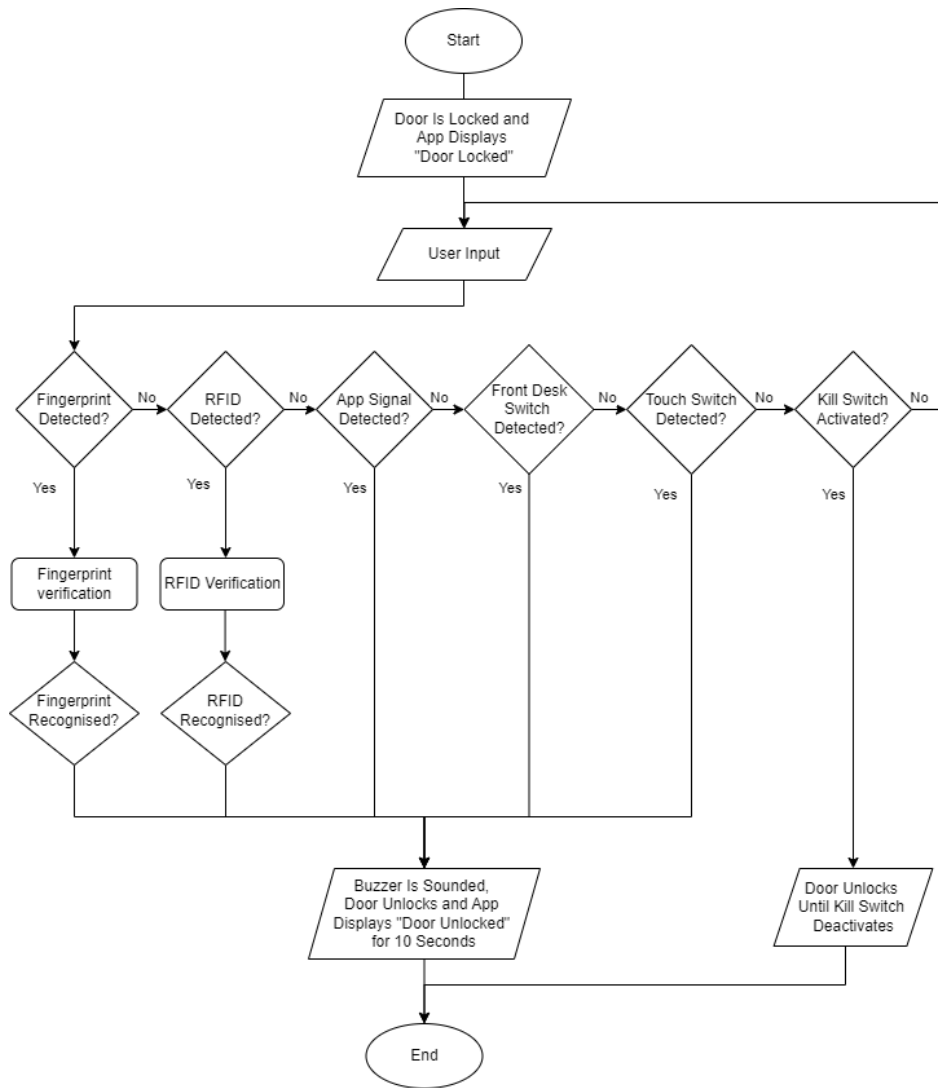 Start
Door Is Locked and
App Displays
"Door Locked"
User Input
Fingerprint
Detected?
No
RFID
Detected?
No
App Signal
Detected?
No
Front Desk
Switch
Detected?
No
Touch Switch
Detected?
No
Kill Switch
Activated?
No
Yes
Yes
Yes
Yes
Yes
Yes
Fingerprint
verification
RFID Verification
Fingerprint
Recognised?
RFID
Recognised?
Buzzer Is Sounded,
Door Unlocks and App
Displays "Door Unlocked"
for 10 Seconds
Door Unlocks
Until Kill Switch
Deactivates
End